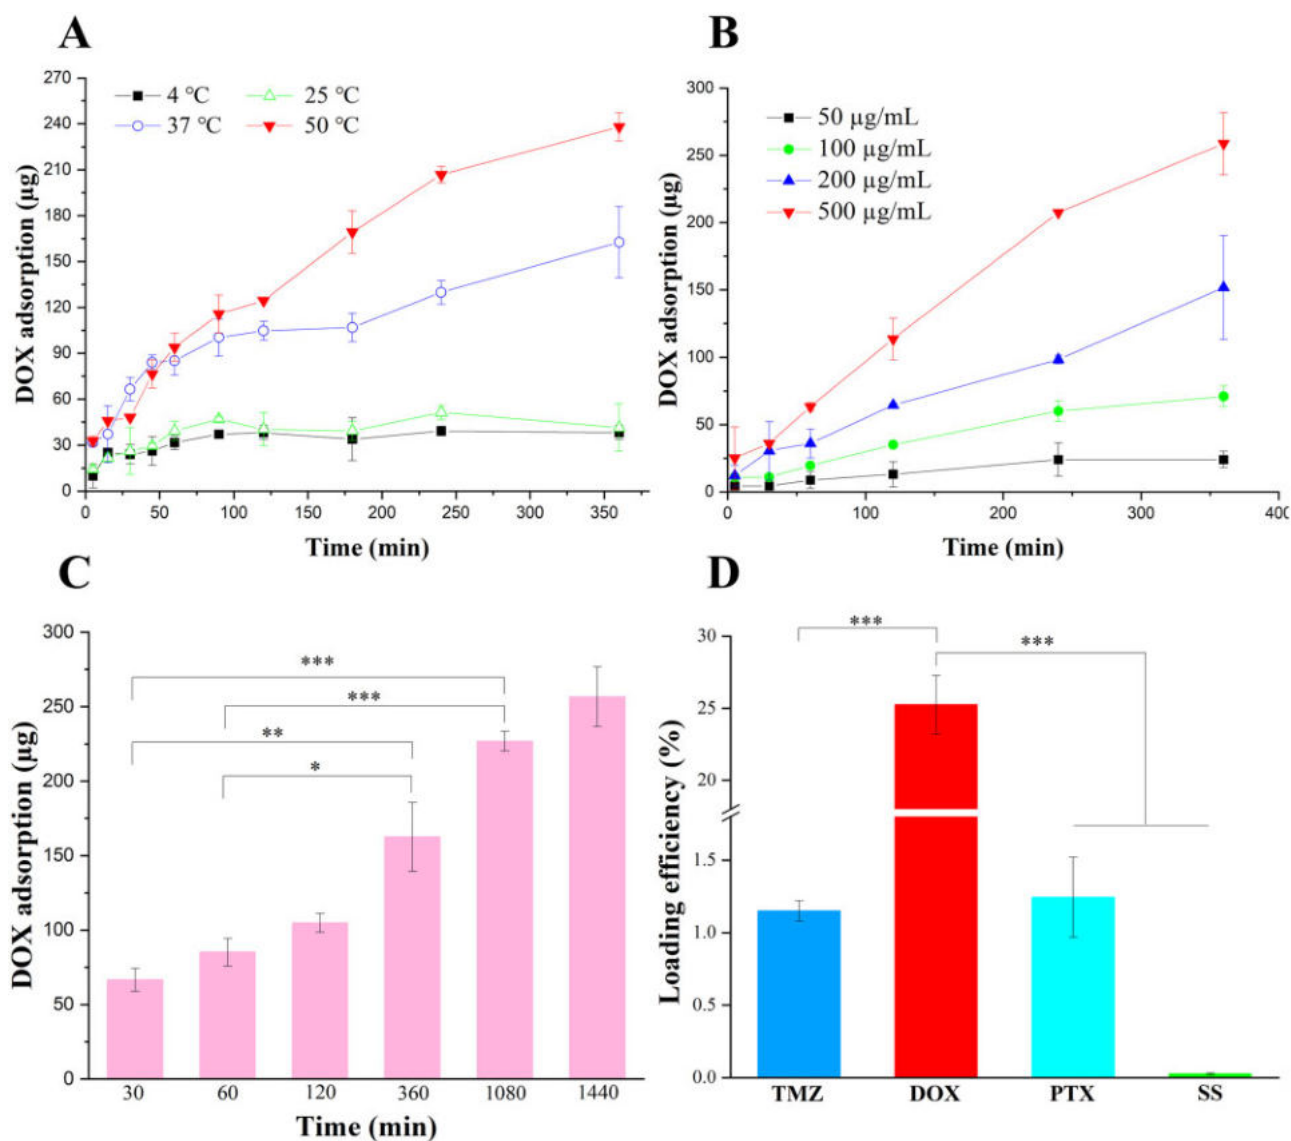 A
4 °C 25 °C
37 °C 50 °C
270
240
210
180
150
120
90
60
30
0
DOX adsorption (µg)
0 50 100 150 200 250 300 350
Time (min)
B
50 µg/mL
100 µg/mL
200 µg/mL
500 µg/mL
300
250
200
150
100
50
0
DOX adsorption (µg)
0 100 200 300 400
Time (min)
C
300
250
200
150
100
50
0
DOX adsorption (µg)
***
***
**
*
30 60 120 360 1080 1440
Time (min)
D
30
25
20
1.5
1.0
0.5
0.0
Loading efficiency (%)
***
***
TMZ DOX PTX SS